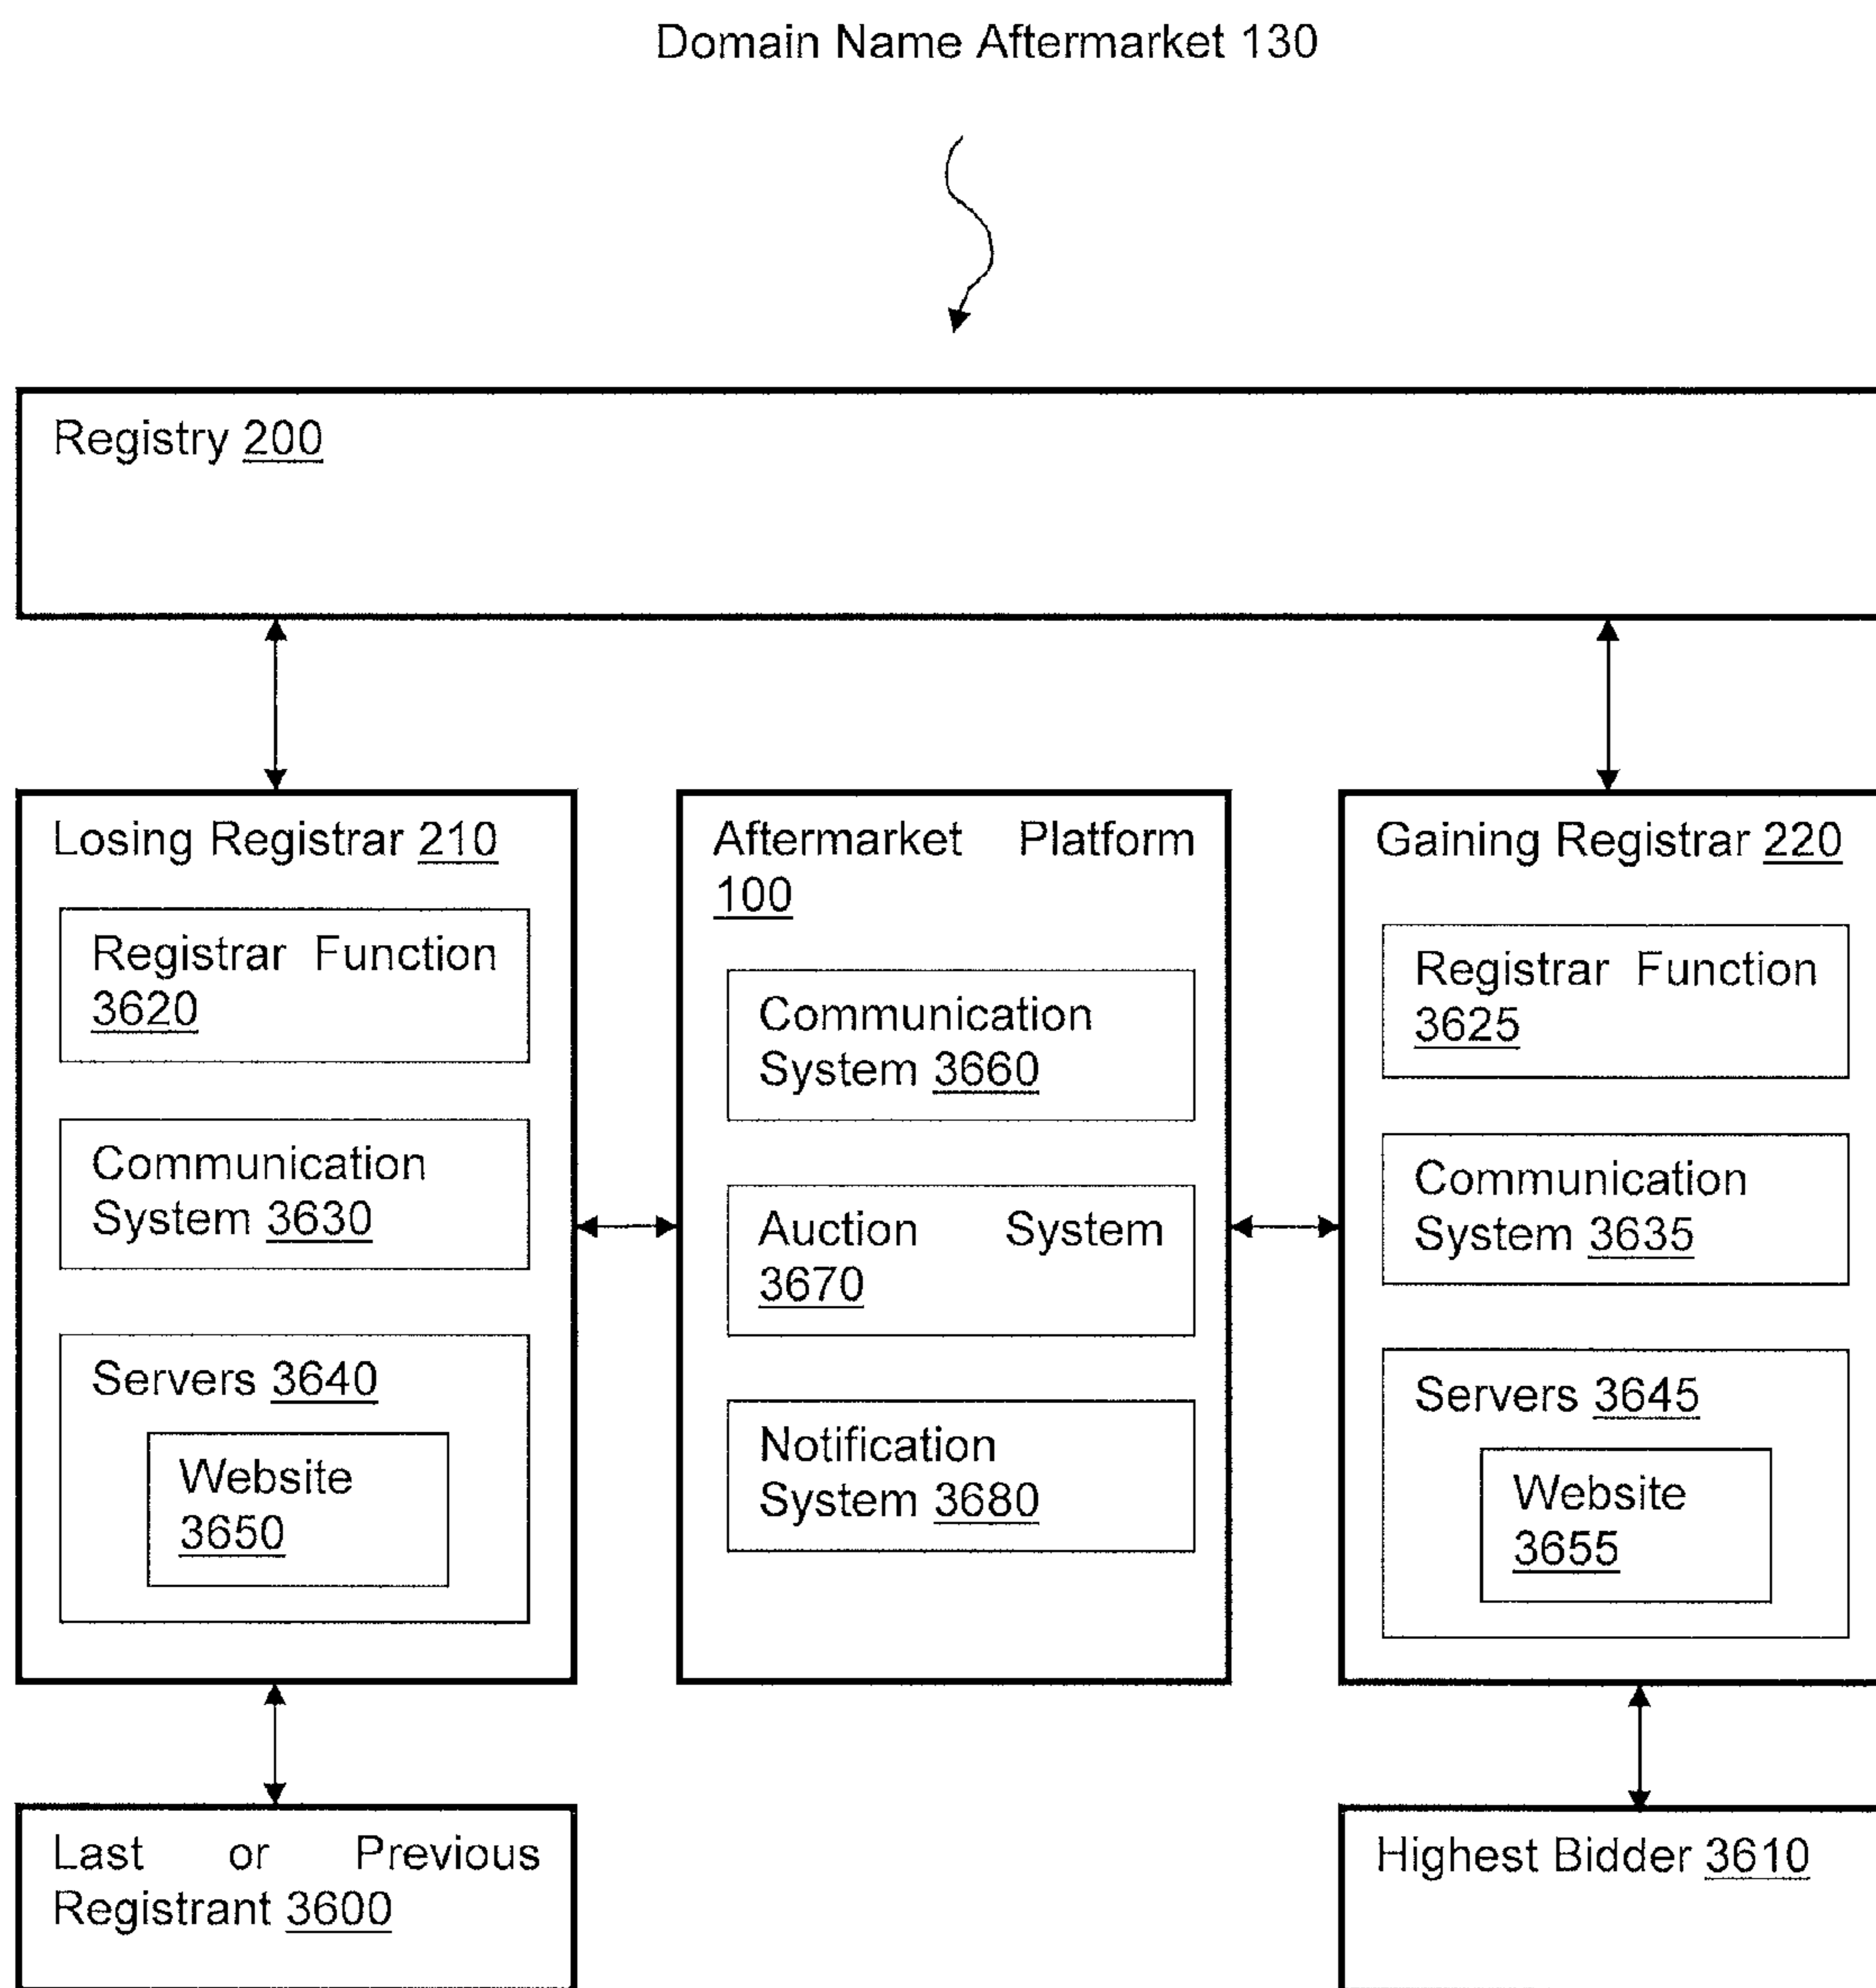 Domain Name Aftermarket 130
Registry 200
Losing Registrar 210
Registrar Function
3620
Communication
System 3630
Servers 3640
Website
3650
Aftermarket Platform
100
Communication
System 3660
Auction System
3670
Notification
System 3680
Gaining Registrar 220
Registrar Function
3625
Communication
System 3635
Servers 3645
Website
3655
Last or Previous
Registrant 3600
Highest Bidder 3610